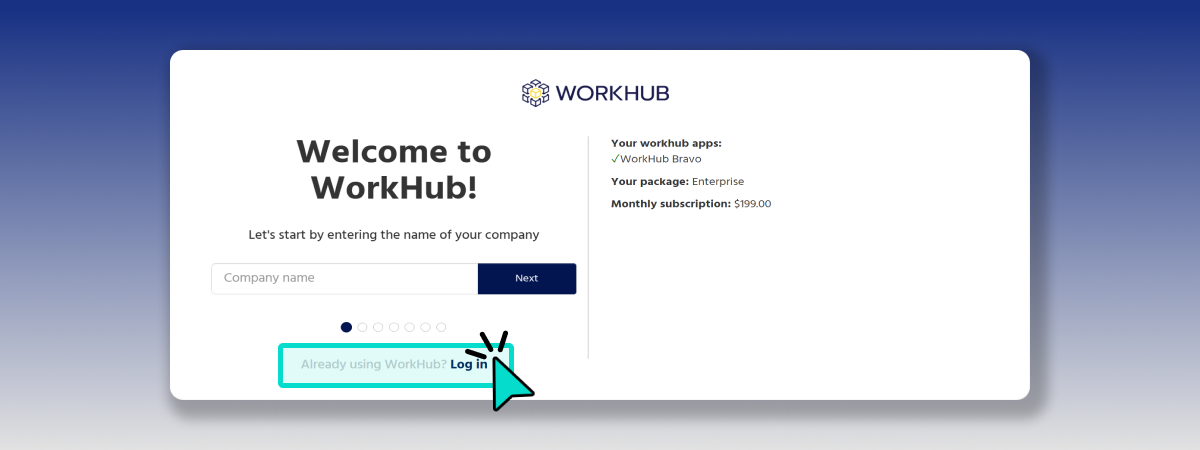 WORKHUB
Welcome to
WorkHub!
Let's start by entering the name of your company
Company name
Next
Already using WorkHub? Log in
Your workhub apps:
✓WorkHub Bravo
Your package: Enterprise
Monthly subscription: $199.00